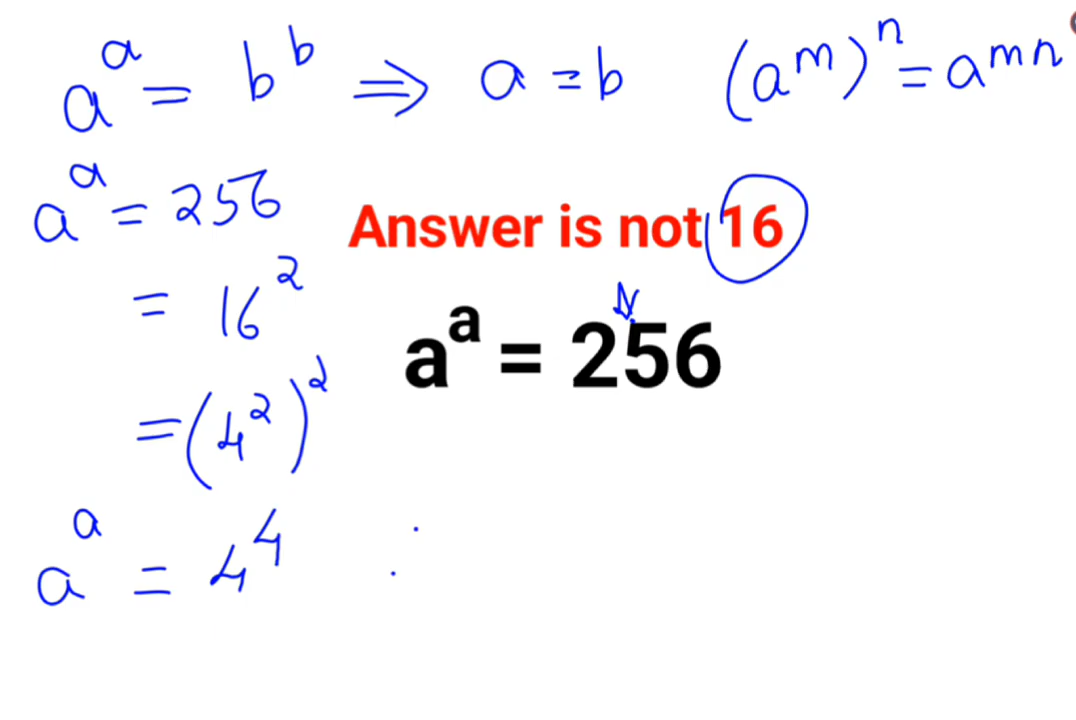 a^a = b^b ⇒ a = b (a^m)^n = a^mn
a^a = 256
Answer is not 16
= 16^2
a^a = 256
= (4^2)^2
a^a = 4^4